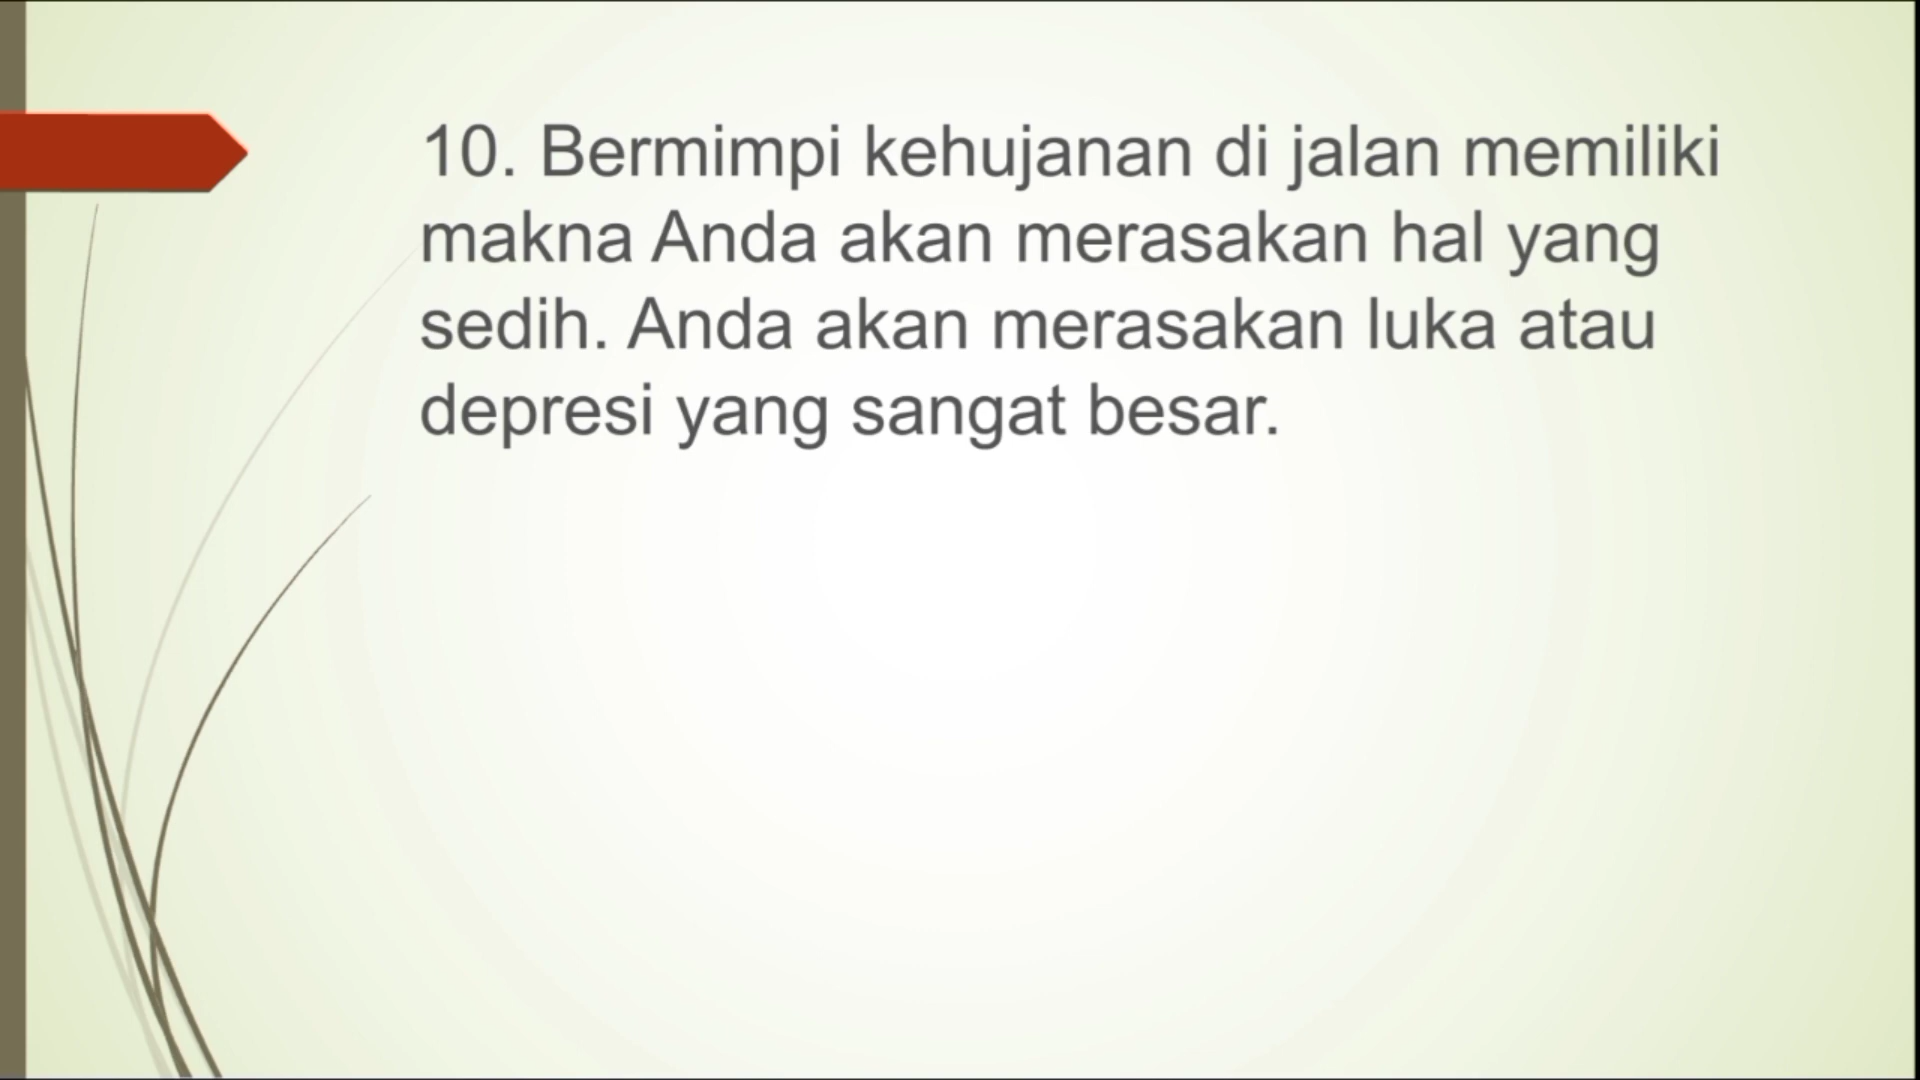 10. Bermimpi kehujanan di jalan memiliki
makna Anda akan merasakan hal yang
sedih. Anda akan merasakan luka atau
depresi yang sangat besar.